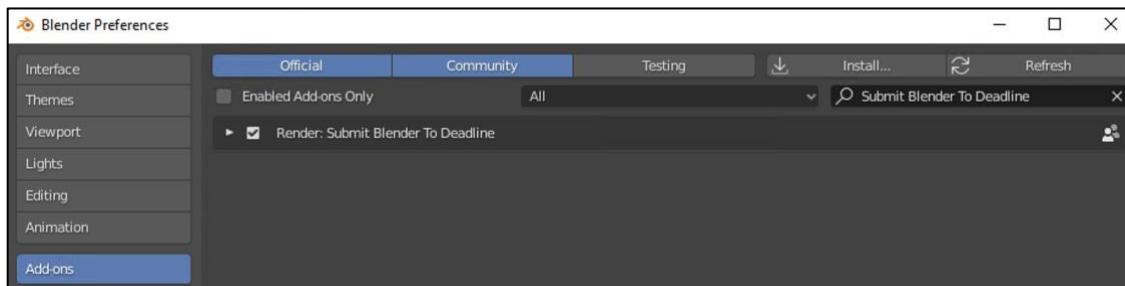 Blender Preferences
Interface
Themes
Viewport
Lights
Editing
Animation
Add-ons
Official Community Testing Install... Refresh
Enabled Add-ons Only All Submit Blender To Deadline
Render: Submit Blender To Deadline